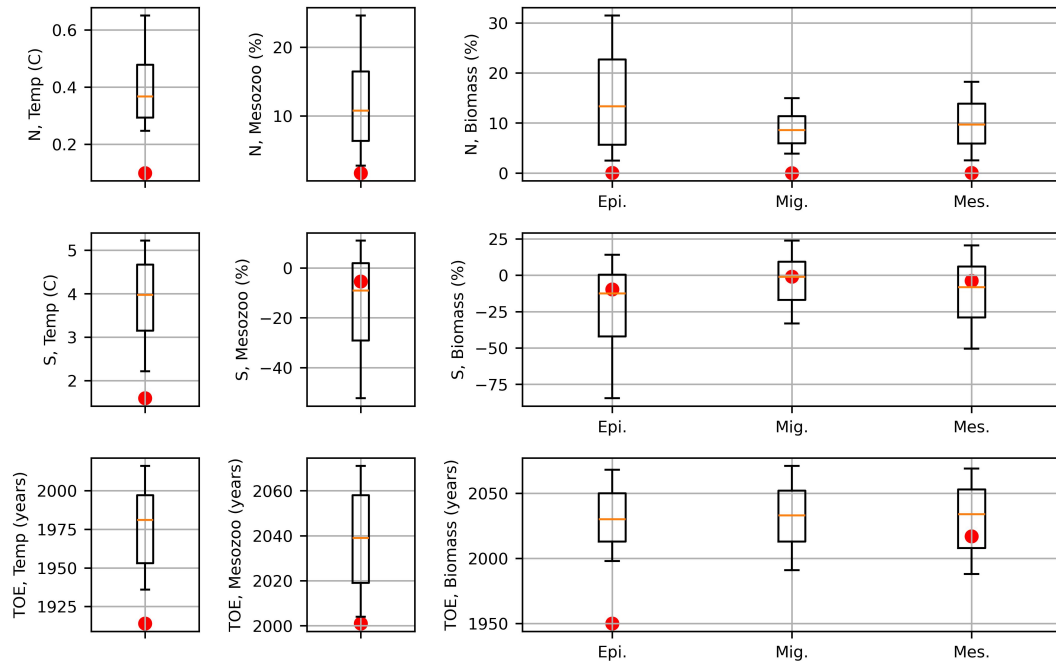 N, Temp (C)
0.6
0.4
0.2
N, Mesozoo (%)
20
10
N, Biomass (%)
30
20
10
0
Epi. Mig. Mes.
S, Temp (C)
5
4
3
2
S, Mesozoo (%)
0
−20
−40
S, Biomass (%)
25
0
−25
−50
−75
Epi. Mig. Mes.
TOE, Temp (years)
2000
1975
1950
1925
TOE, Mesozoo (years)
2060
2040
2020
2000
TOE, Biomass (years)
2050
2000
1950
Epi. Mig. Mes.